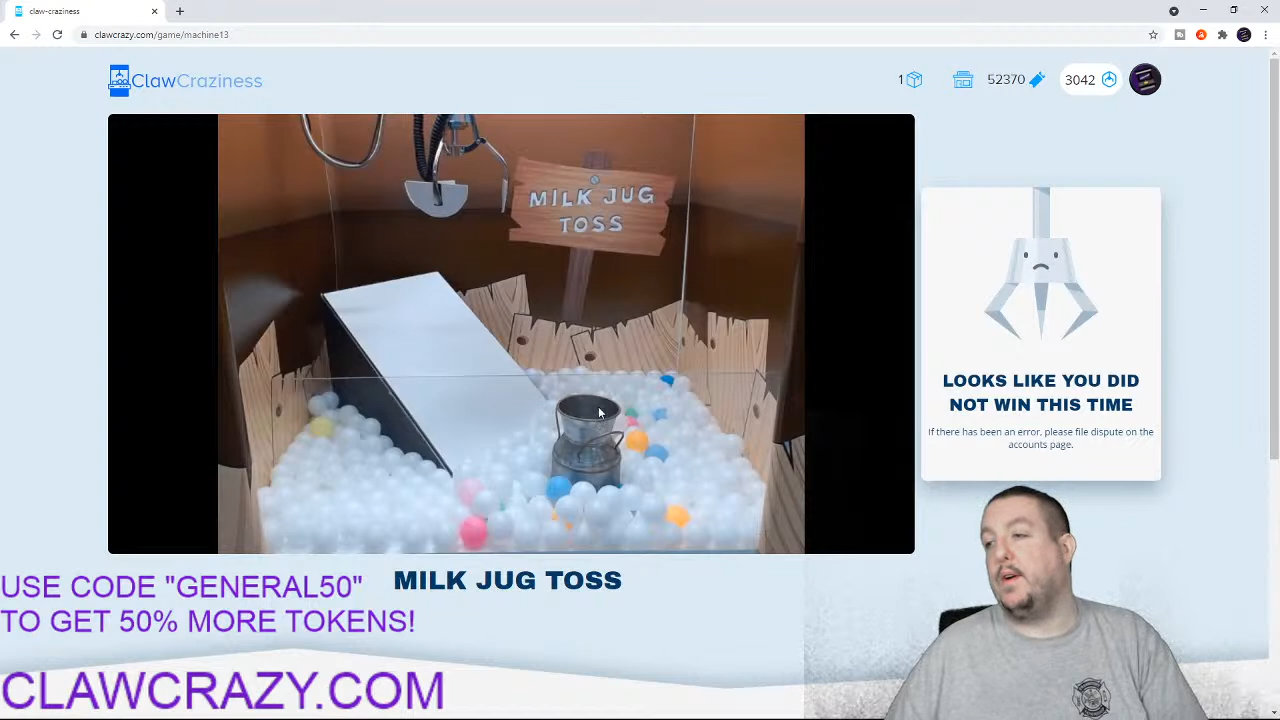 claw-craziness
clawcrazy.com/game/machine13
ClawCraziness
1
52370
3042
MILK JUG
TOSS
LOOKS LIKE YOU DID
NOT WIN THIS TIME
If there has been an error, please file dispute on the
accounts page.
MILK JUG TOSS
USE CODE "GENERAL50"
TO GET 50% MORE TOKENS!
CLAWCRAZY.COM